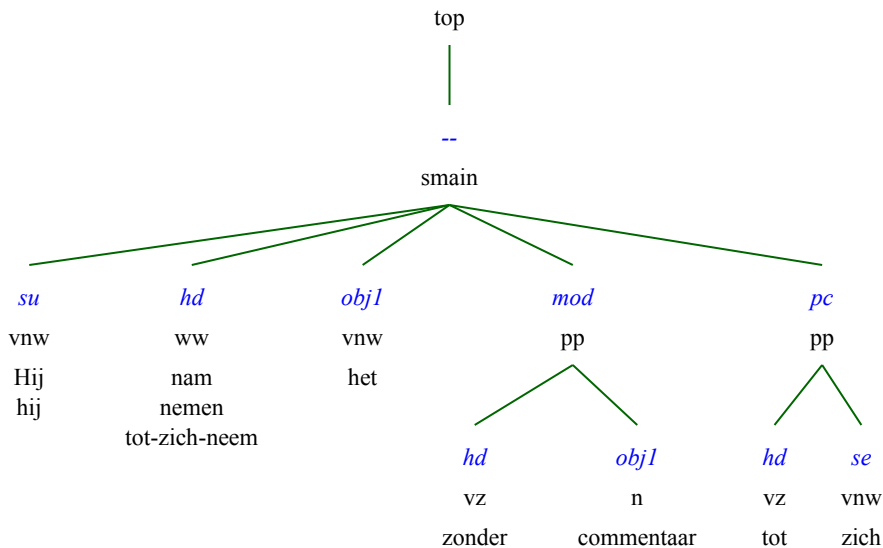 top
--
smain
su hd obj1 mod pc
vnw ww vnw pp pp
Hij nam het
hij nemen
tot-zich-neem
hd obj1 hd se
vz n vz vnw
zonder commentaar tot zich